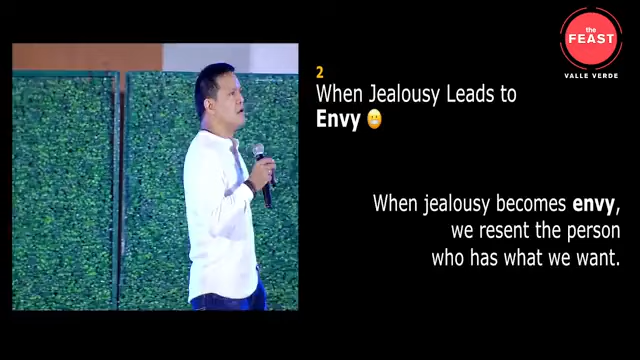 the
FEAST
VALLE VERDE
2
When Jealousy Leads to
Envy 😬
When jealousy becomes envy,
we resent the person
who has what we want.